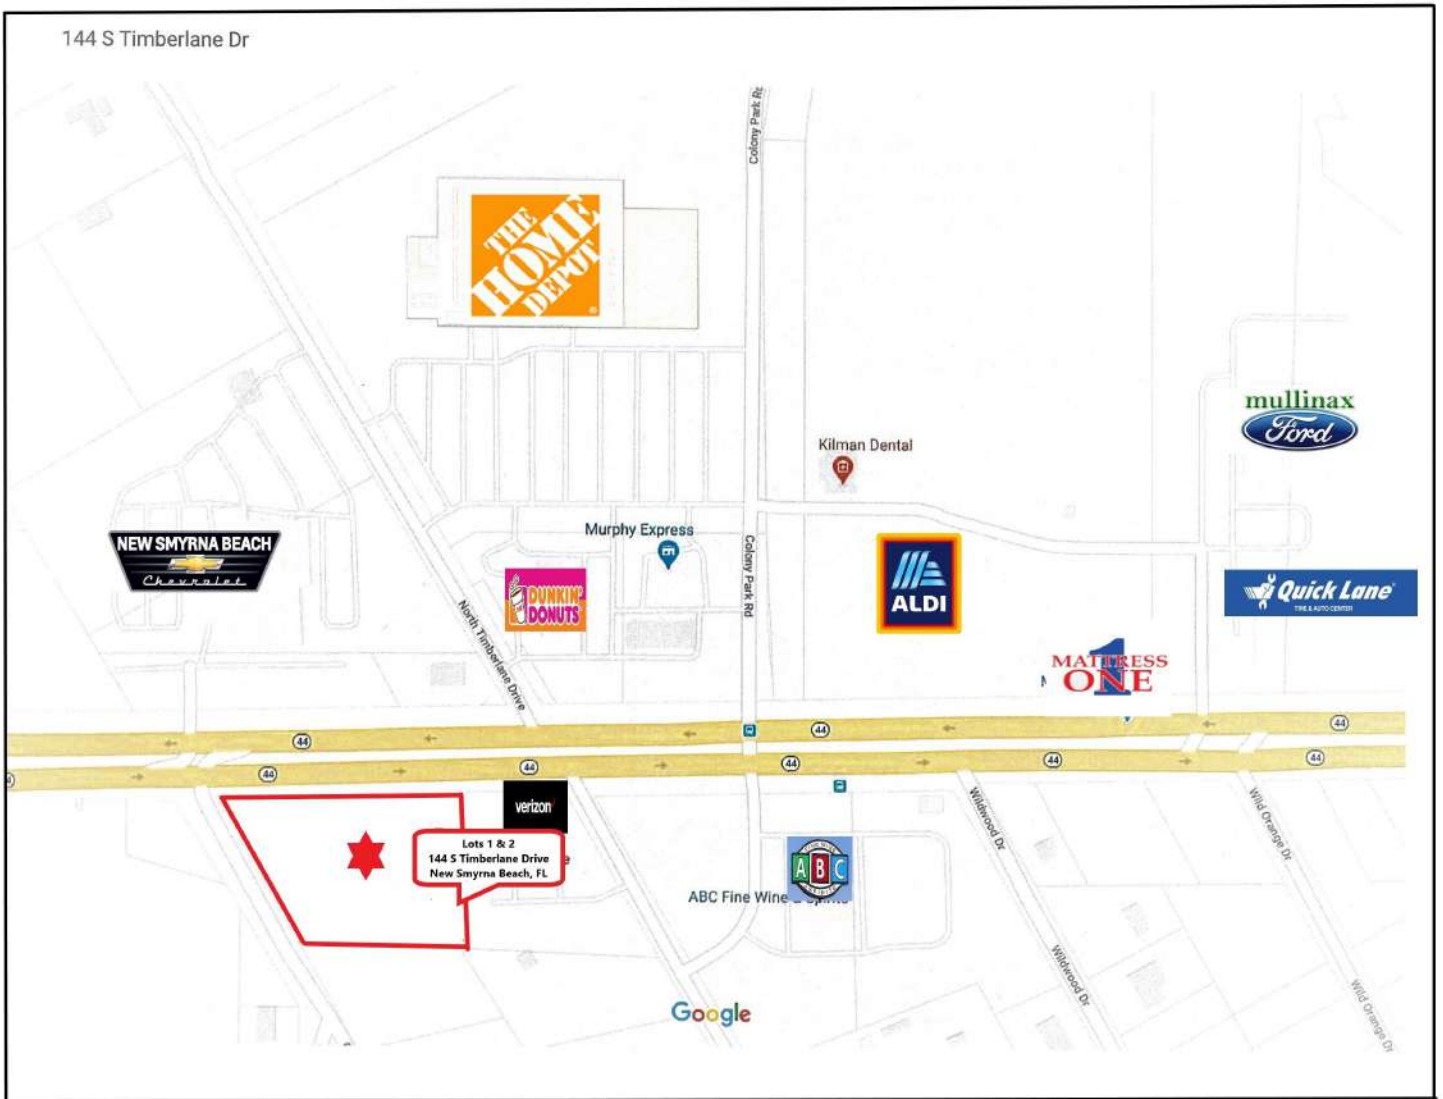 144 S Timberlane Dr
Colony Park Rd
THE
HOME
DEPOT
mullinax
Ford
Kilman Dental
NEW SMYRNA BEACH
Chevrolet
Murphy Express
DUNKIN'
DONUTS
Colony Park Rd
ALDI
Quick Lane
TIRE & AUTO CENTER
North Timberlane Drive
MATTRESS
1
ONE
44
44
44
44
44
44
44
44
verizon
Lots 1 & 2
144 S Timberlane Drive
New Smyrna Beach, FL
Wildwood Dr
Wild Orange Dr
ABC
ABC Fine Wine
Wildwood Dr
Wild Orange Dr
Google